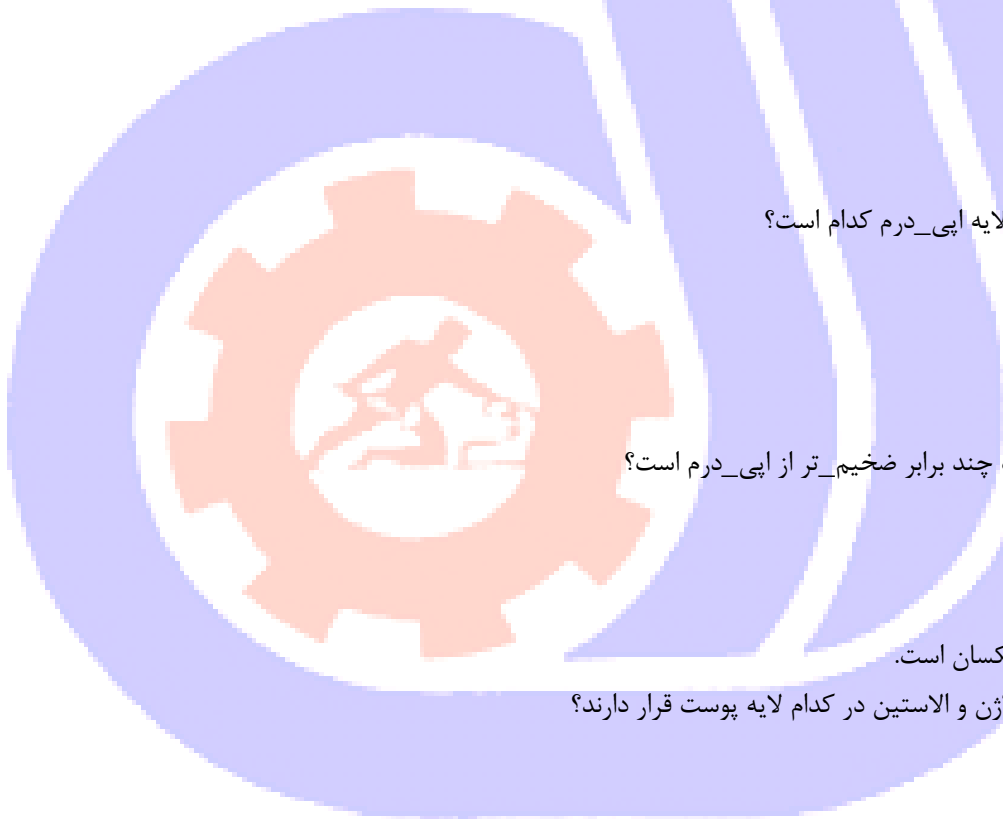 لایه اپی_درم کدام است؟
چند برابر ضخیم_تر از اپی_درم است؟
کسان است.
ژن و الاستین در کدام لایه پوست قرار دارند؟